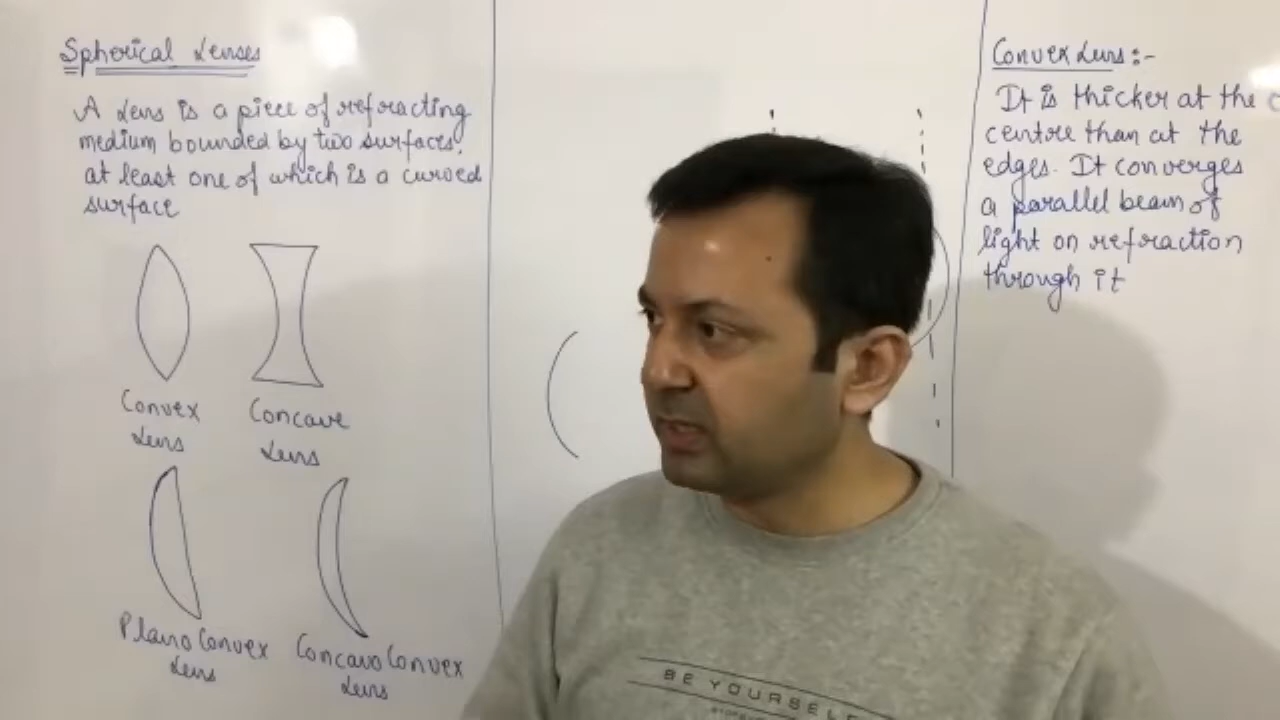 Spherical Lenses
A Lens is a piece of refracting
medium bounded by two surfaces,
at least one of which is a curved
surface
Convex
Lens
Concave
Lens
Plano Convex
Lens
Concavo Convex
Lens
Convex Lens :-
It is thicker at the
centre than at the
edges. It converges
a parallel beam of
light on refraction
through it
BE YOURSELF